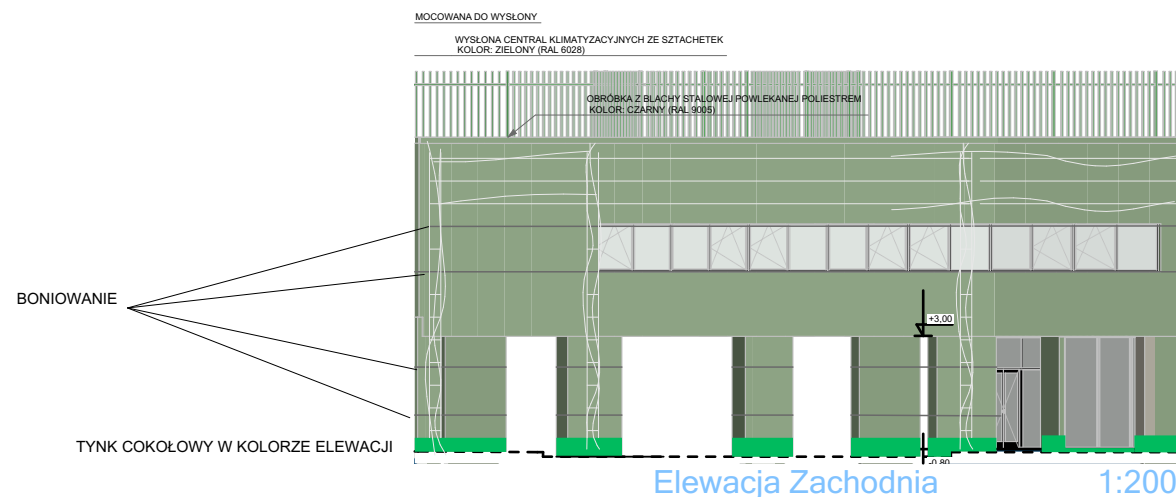 MOCOWANA DO WYSŁONY
WYSŁONA CENTRAL KLIMATYZACYJNYCH ZE SZTACHETEK
KOLOR: ZIELONY (RAL 6028)
OBRÓBKA Z BLACHY STALOWEJ POWLEKANEJ POLIESTREM
KOLOR: CZARNY (RAL 9005)
BONIOWANIE
+3,00
TYNK COKOŁOWY W KOLORZE ELEWACJI
-0,80
Elewacja Zachodnia 1:200